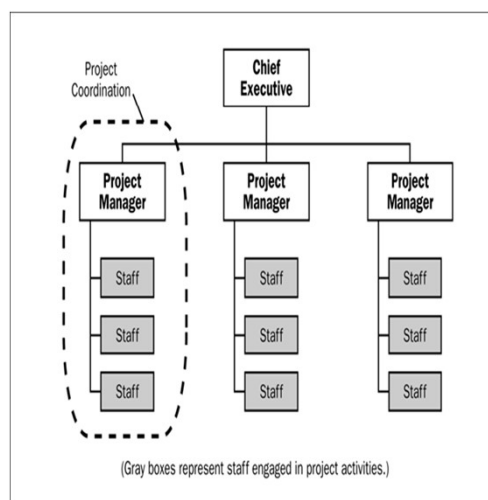 Project
Coordination
Chief
Executive
Project
Manager
Project
Manager
Project
Manager
Staff
Staff
Staff
Staff
Staff
Staff
Staff
Staff
Staff
(Gray boxes represent staff engaged in project activities.)